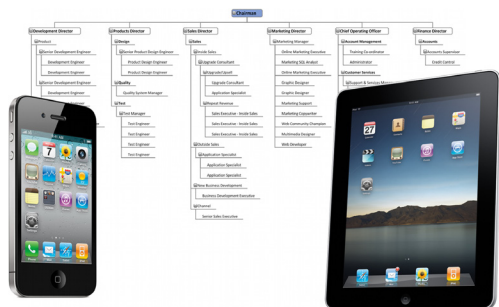 Chairman
Development Director
Product
Senior Development Engineer
Development Engineer
Development Engineer
Senior Development Engineer
Development Engineer
Products Director
Design
Senior Product Design Engineer
Product Design Engineer
Product Design Engineer
Quality
Quality System Manager
Test
Test Manager
Test Engineer
Test Engineer
Test Engineer
Test Engineer
Sales Director
Sales
Inside Sales
Upgrade Consultant
Upgrade/Upsell
Upgrade Consultant
Application Specialist
Repeat Revenue
Sales Executive - Inside Sales
Sales Executive - Inside Sales
Sales Executive - Inside Sales
Outside Sales
Application Specialist
Application Specialist
Application Specialist
New Business Development
Business Development Executive
Channel
Senior Sales Executive
Marketing Director
Marketing Manager
Online Marketing Executive
Marketing SQL Analyst
Online Marketing Executive
Graphic Designer
Graphic Designer
Marketing Support
Marketing Copywriter
Web Community Champion
Multimedia Designer
Web Developer
Chief Operating Officer
Account Management
Training Co-ordinator
Administrator
Customer Services
Support & Services
Finance Director
Accounts
Accounts Supervisor
Credit Control